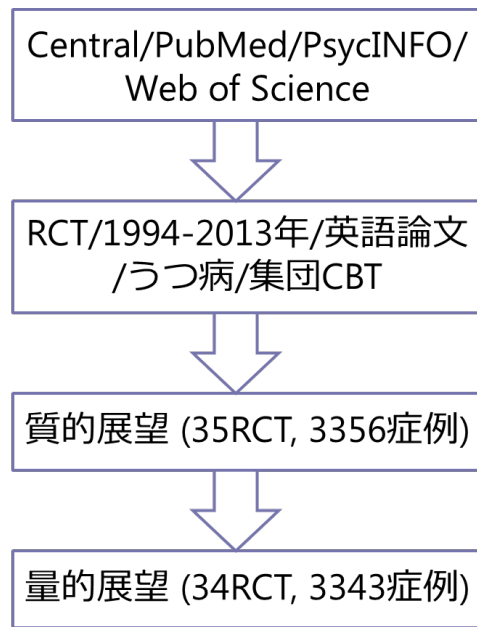 Central/PubMed/PsycINFO/
Web of Science
RCT/1994-2013年/英語論文
/うつ病/集団CBT
質的展望 (35RCT, 3356症例)
量的展望 (34RCT, 3343症例)